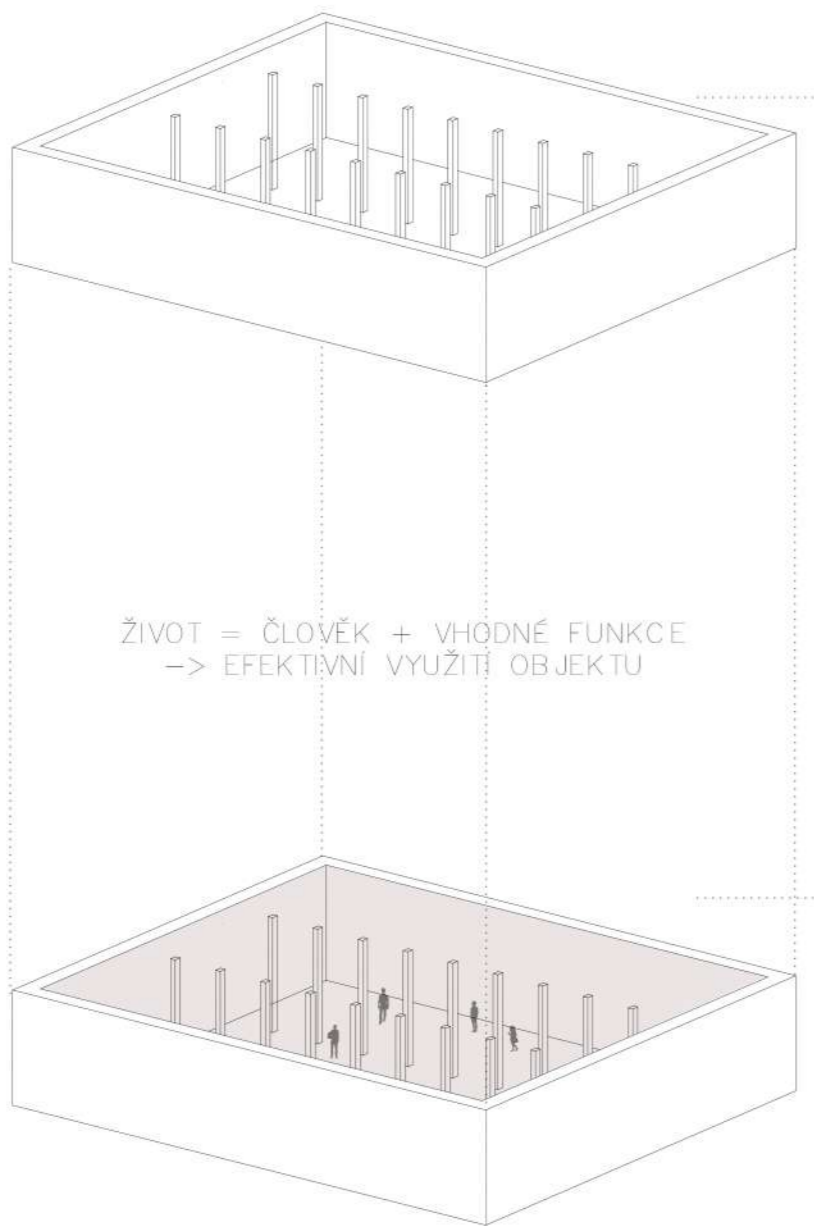 ŽIVOT = ČLOVĚK + VHODNÉ FUNKCE
-> EFEKTIVNÍ VYUŽITÍ OBJEKTU